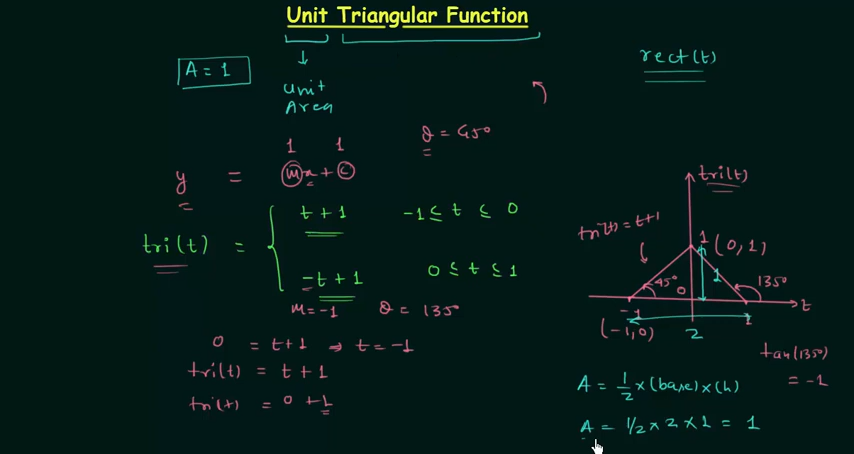 Unit Triangular Function
rect(t)
A = 1
Unit
Area
1 1
θ = 450
y = mx + c
tri(t)
tri(t) = t+1
tri(t) = { t + 1 -1 ≤ t ≤ 0
-t + 1 0 ≤ t ≤ 1
1 (0, 1)
1
45° 0 135°
-1 1 t
(-1,0) 2
m = -1 θ = 135°
0 = t+1 ⇒ t = -1
tri(t) = t + 1
tri(t) = 0 + 1
tan(135°)
= -1
A = 1/2 × (base) × (h)
A = 1/2 × 2 × 1 = 1